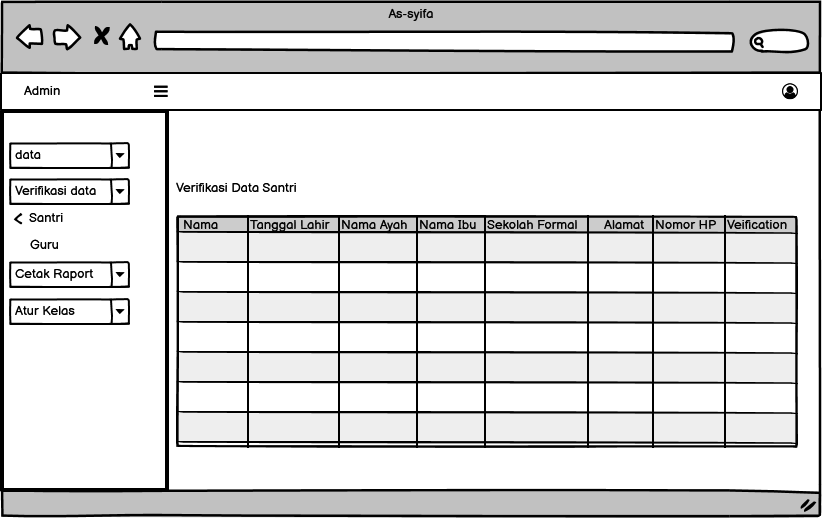 As-syifa
Admin
data
Verifikasi data
Santri
Guru
Cetak Raport
Atur Kelas
Verifikasi Data Santri
Nama Tanggal Lahir Nama Ayah Nama Ibu Sekolah Formal Alamat Nomor HP Veification